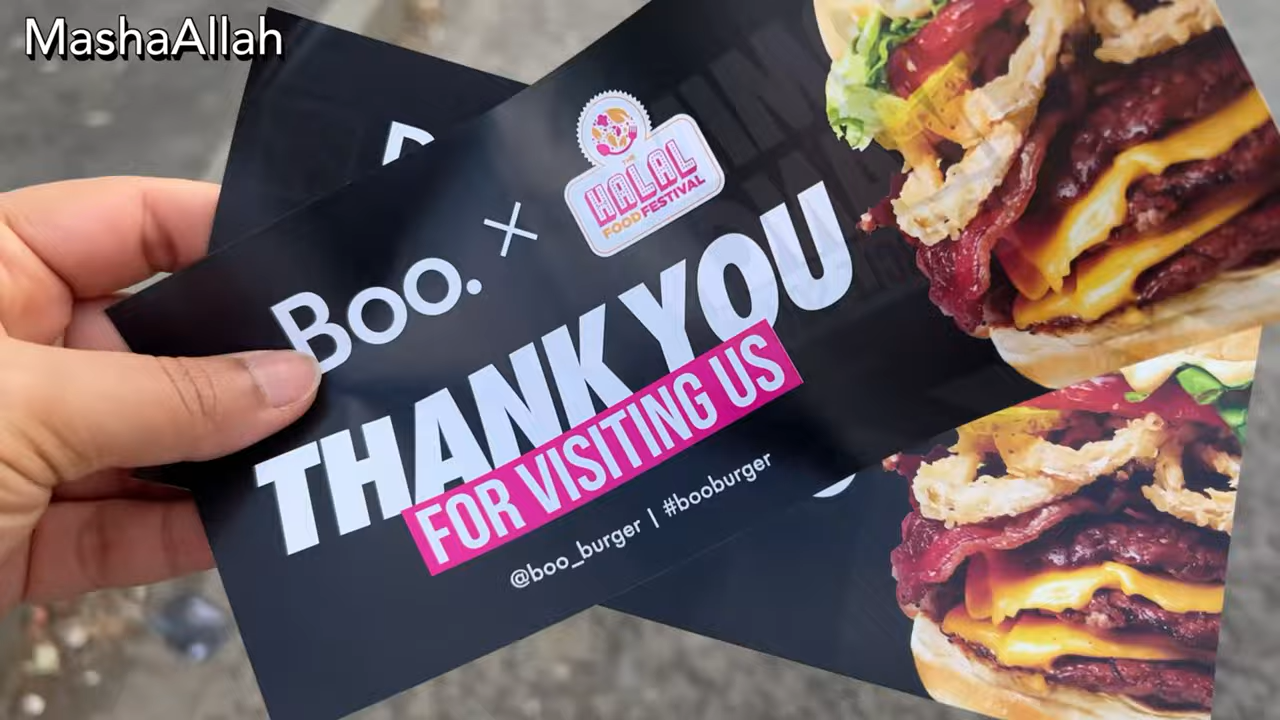 MashaAllah
Boo. ×
THE
HALAL
FOOD FESTIVAL
THANK YOU
FOR VISITING US
@boo_burger | #booburger